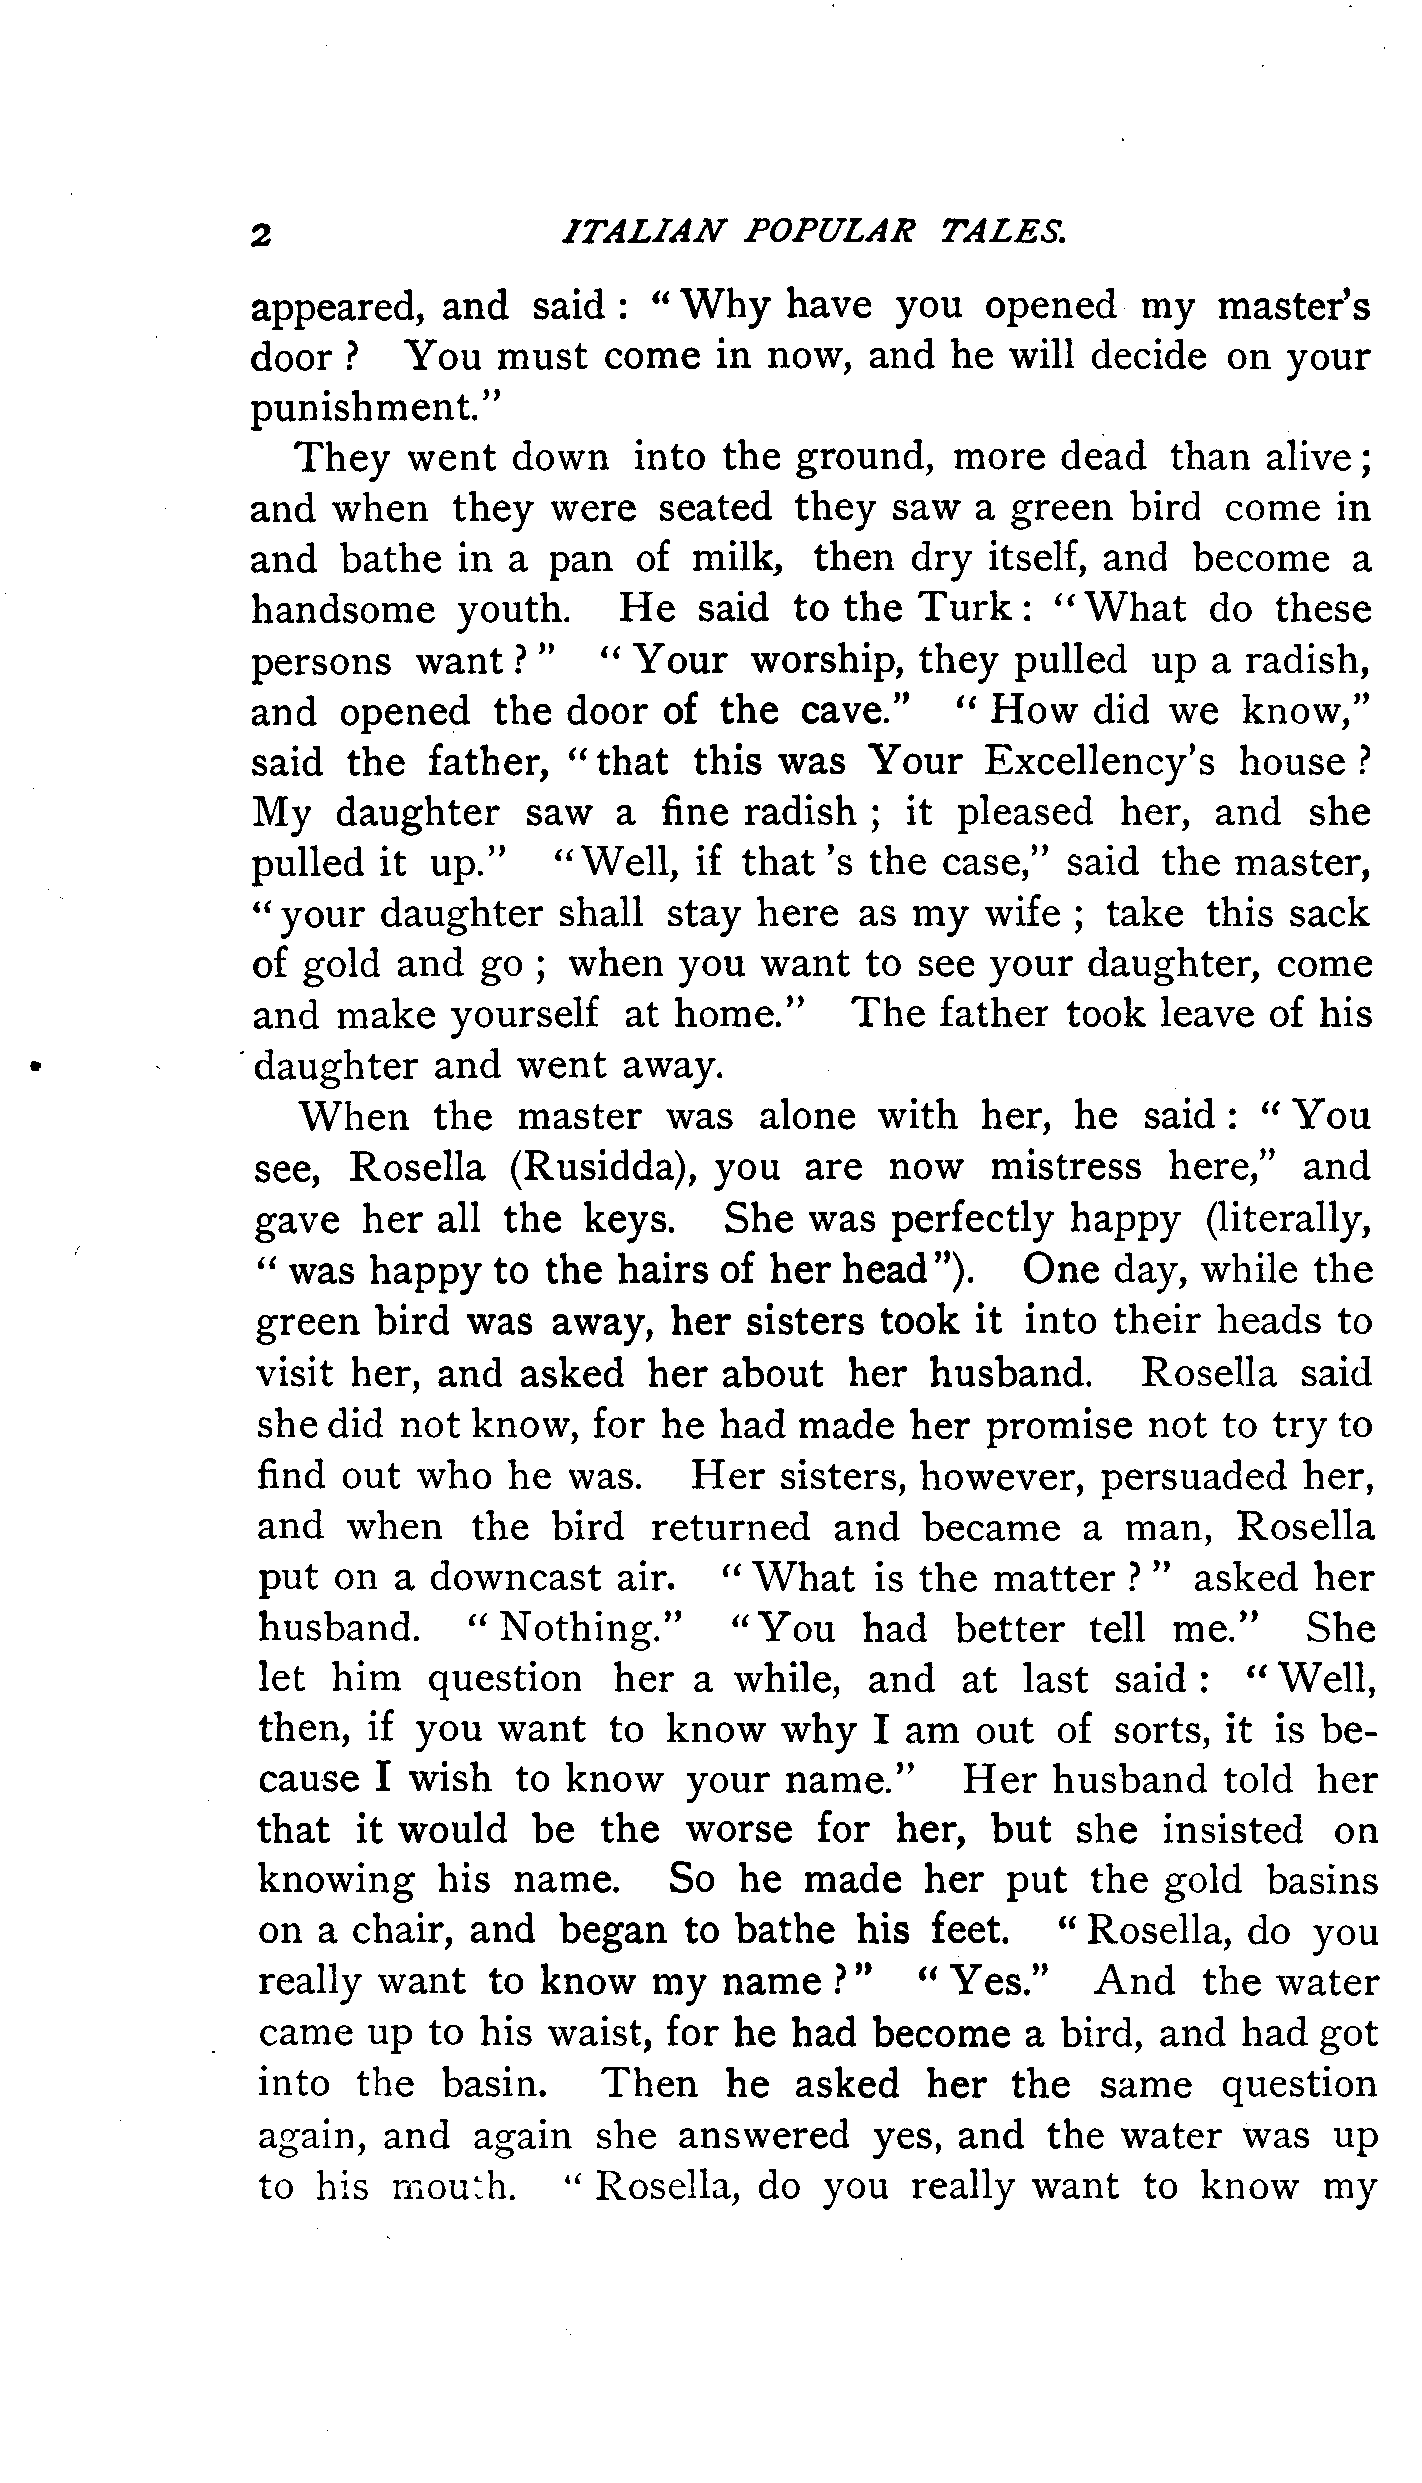 2 ITALIAN POPULAR TALES.
appeared, and said : “ Why have you opened my master’s
door ? You must come in now, and he will decide on your
punishment.”
They went down into the ground, more dead than alive ;
and when they were seated they saw a green bird come in
and bathe in a pan of milk, then dry itself, and become a
handsome youth. He said to the Turk : “ What do these
persons want ? ” “ Your worship, they pulled up a radish,
and opened the door of the cave.” “ How did we know,”
said the father, “ that this was Your Excellency’s house ?
My daughter saw a fine radish ; it pleased her, and she
pulled it up.” “ Well, if that ’s the case,” said the master,
“ your daughter shall stay here as my wife ; take this sack
of gold and go ; when you want to see your daughter, come
and make yourself at home.” The father took leave of his
daughter and went away.
When the master was alone with her, he said : “ You
see, Rosella (Rusidda), you are now mistress here,” and
gave her all the keys. She was perfectly happy (literally,
“ was happy to the hairs of her head ”). One day, while the
green bird was away, her sisters took it into their heads to
visit her, and asked her about her husband. Rosella said
she did not know, for he had made her promise not to try to
find out who he was. Her sisters, however, persuaded her,
and when the bird returned and became a man, Rosella
put on a downcast air. “ What is the matter ? ” asked her
husband. “ Nothing.” “ You had better tell me.” She
let him question her a while, and at last said : “ Well,
then, if you want to know why I am out of sorts, it is be-
cause I wish to know your name.” Her husband told her
that it would be the worse for her, but she insisted on
knowing his name. So he made her put the gold basins
on a chair, and began to bathe his feet. “ Rosella, do you
really want to know my name ? ” “ Yes.” And the water
came up to his waist, for he had become a bird, and had got
into the basin. Then he asked her the same question
again, and again she answered yes, and the water was up
to his mouth. “ Rosella, do you really want to know my